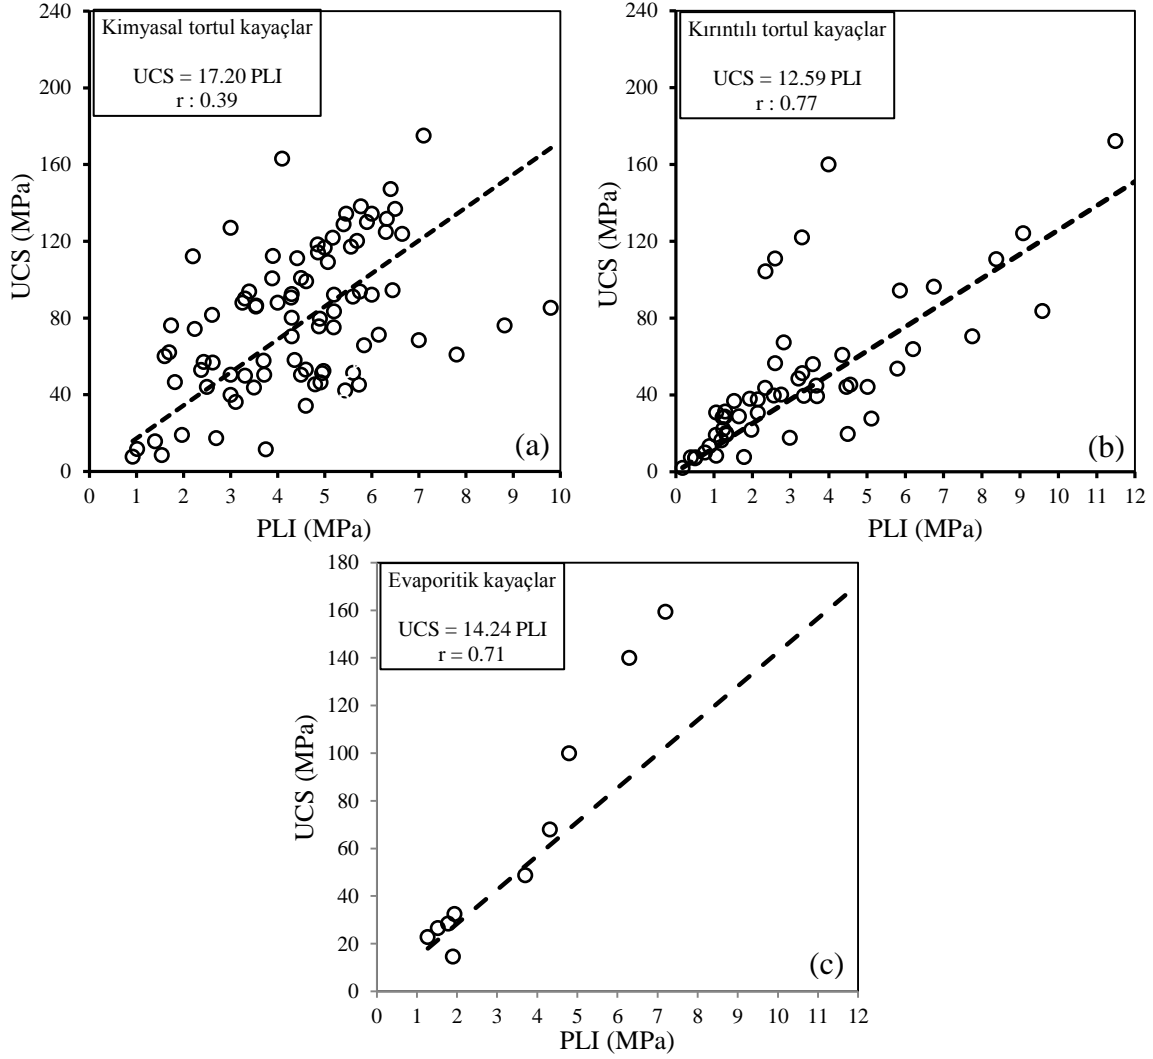 Kimyasal tortul kayaçlar
UCS = 17.20 PLI
r : 0.39
240
200
160
120
80
40
0
UCS (MPa)
(a)
0 1 2 3 4 5 6 7 8 9 10
PLI (MPa)
Kırıntılı tortul kayaçlar
UCS = 12.59 PLI
r : 0.77
240
200
160
120
80
40
0
UCS (MPa)
(b)
0 1 2 3 4 5 6 7 8 9 10 11 12
PLI (MPa)
Evaporitik kayaçlar
UCS = 14.24 PLI
r = 0.71
180
160
140
120
100
80
60
40
20
0
UCS (MPa)
(c)
0 1 2 3 4 5 6 7 8 9 10 11 12
PLI (MPa)